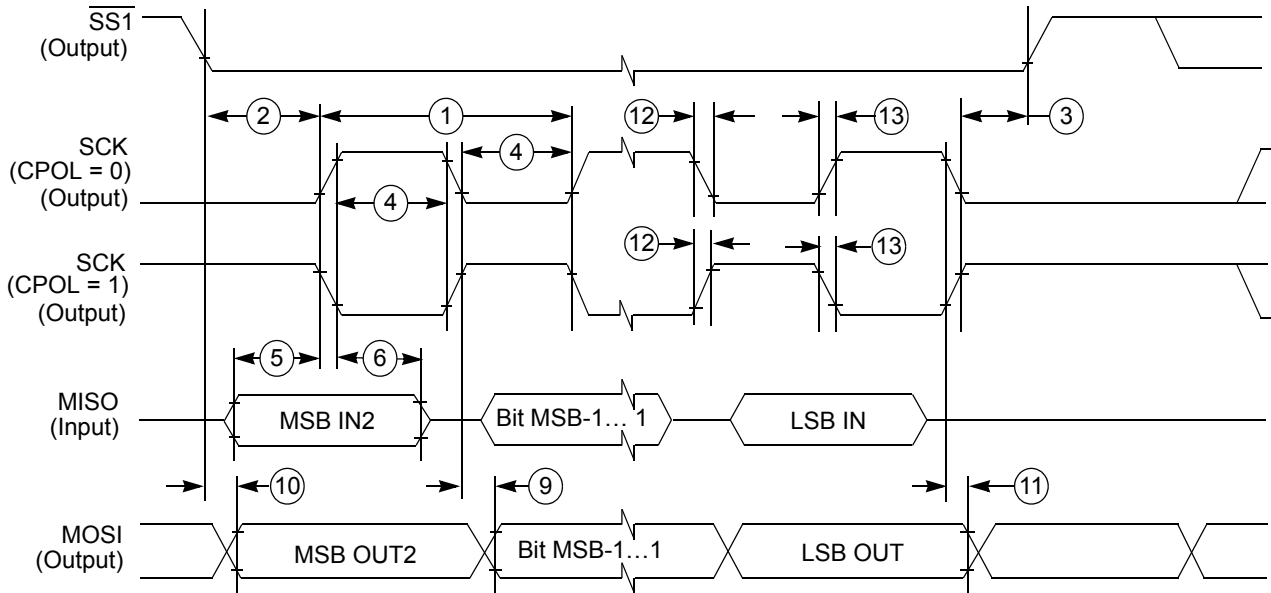 SS1
(Output)
2
1
12
13
3
SCK
(CPOL = 0)
(Output)
4
4
12
13
SCK
(CPOL = 1)
(Output)
5
6
MISO
(Input)
MSB IN2
Bit MSB-1… 1
LSB IN
10
9
11
MOSI
(Output)
MSB OUT2
Bit MSB-1…1
LSB OUT